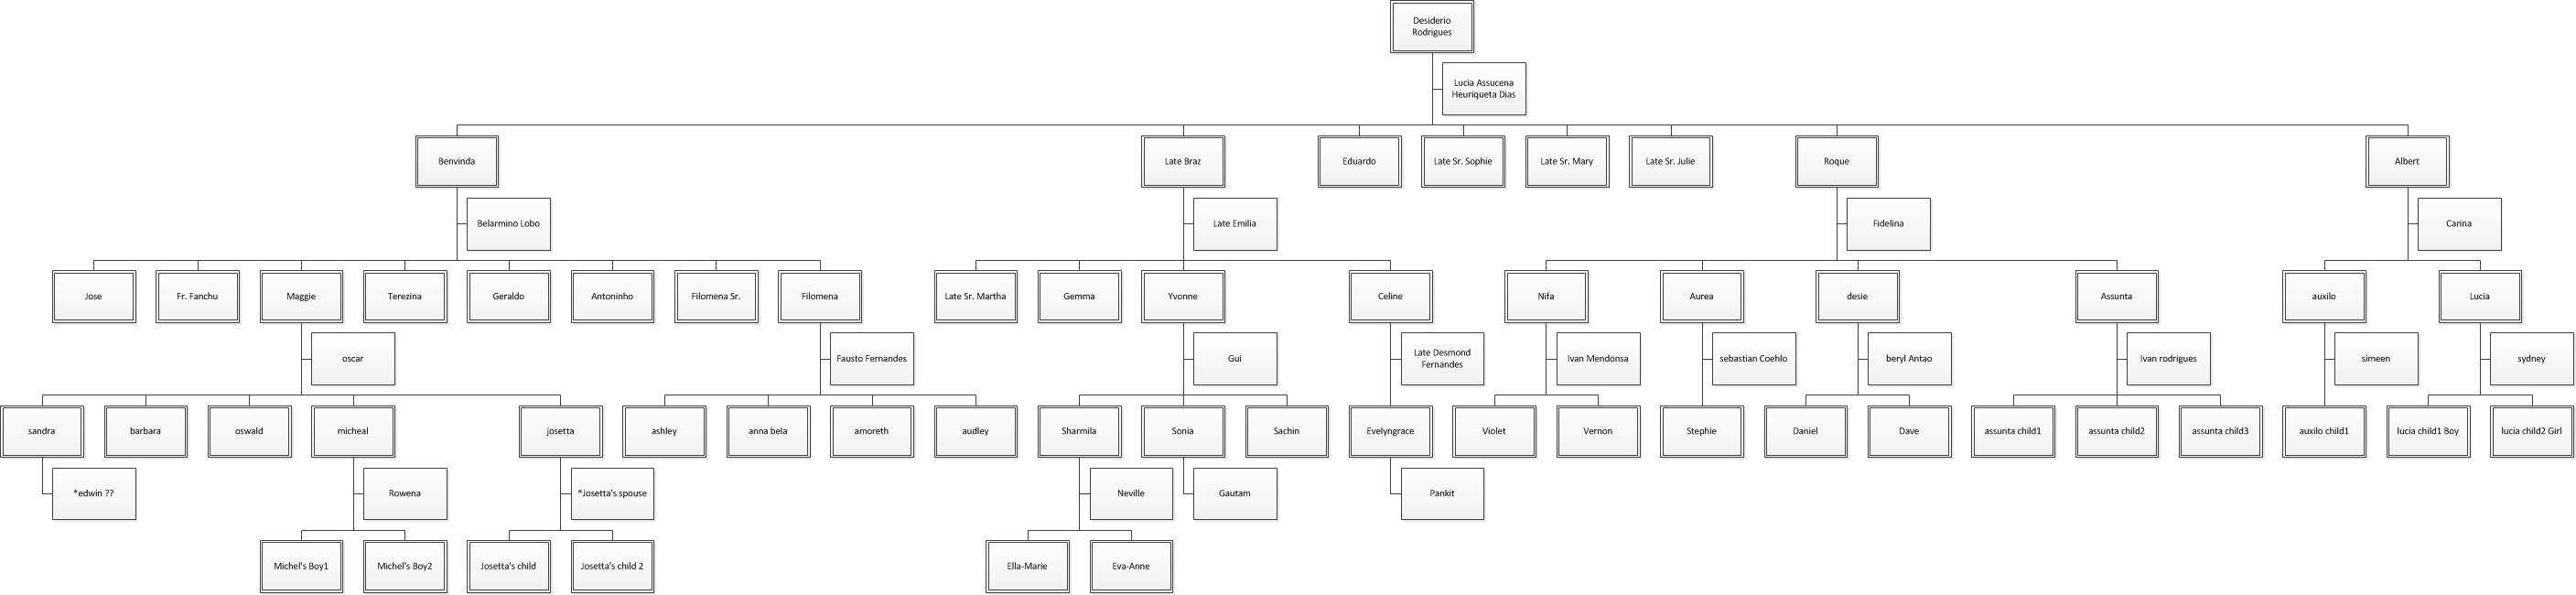 Desiderio
Rodrigues
Lucia Assucena
Heuriqueta Dias
Benvinda
Late Braz
Eduardo
Late Sr. Sophie
Late Sr. Mary
Late Sr. Julie
Roque
Albert
Belarmino Lobo
Late Emilia
Fidelina
Carina
Jose
Fr. Fanchu
Maggie
Terezina
Geraldo
Antoninho
Filomena Sr.
Filomena
Late Sr. Martha
Gemma
Yvonne
Celine
Nifa
Aurea
desie
Assunta
auxilo
Lucia
oscar
Fausto Fernandes
Gui
Late Desmond
Fernandes
Ivan Mendonsa
sebastian Coehlo
beryl Antao
Ivan rodrigues
simeen
sydney
sandra
barbara
oswald
micheal
josetta
ashley
anna bela
amoreth
audley
Sharmila
Sonia
Sachin
Evelyngrace
Violet
Vernon
Stephie
Daniel
Dave
assunta child1
assunta child2
assunta child3
auxilo child1
lucia child1 Boy
lucia child2 Girl
*edwin ??
Rowena
*Josetta's spouse
Neville
Gautam
Pankit
Michel's Boy1
Michel's Boy2
Josetta's child
Josetta's child 2
Ella-Marie
Eva-Anne